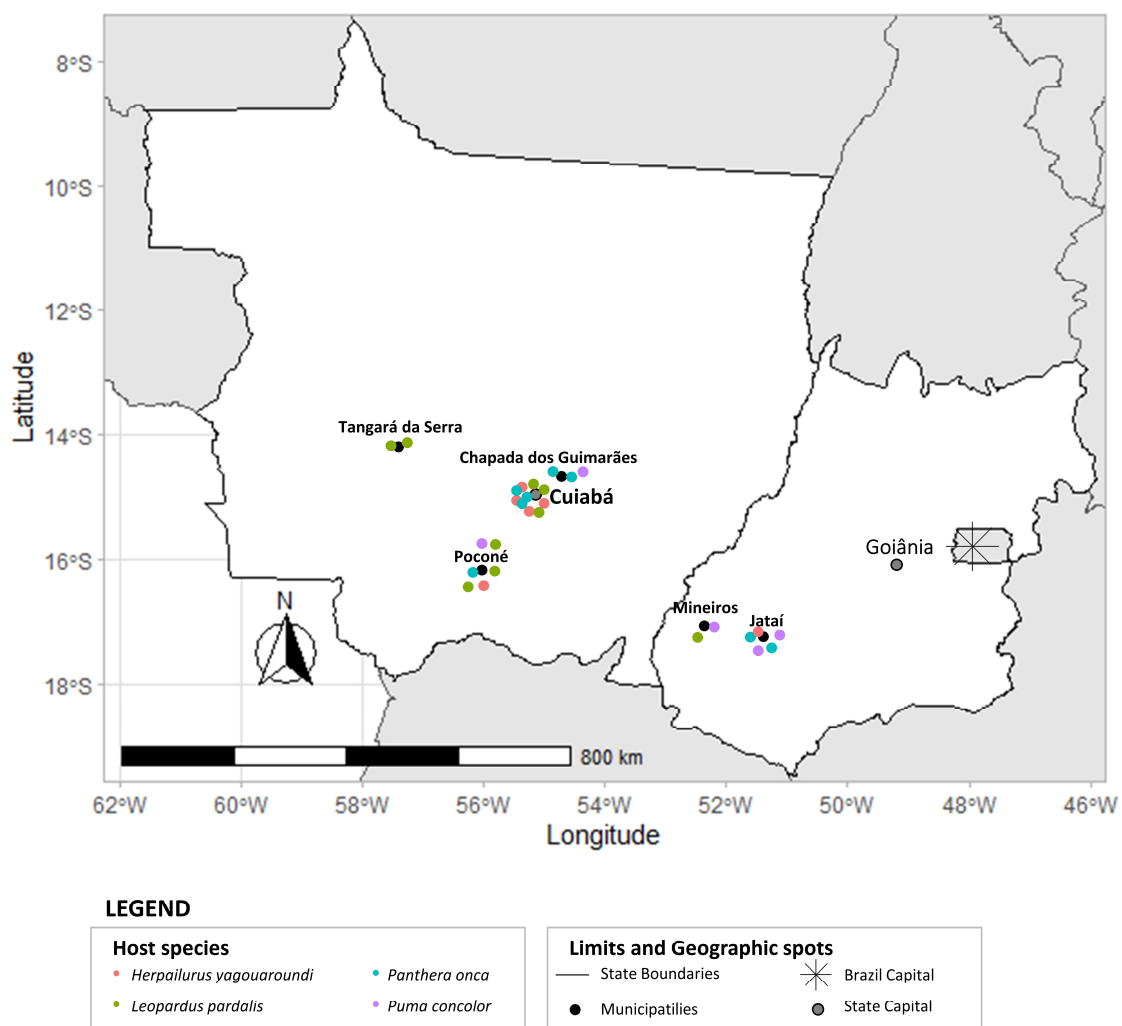 8°S
10°S
12°S
14°S
16°S
18°S
Latitude
Tangará da Serra
Chapada dos Guimarães
Cuiabá
Poconé
Goiânia
Mineiros
Jataí
N
800 km
62°W 60°W 58°W 56°W 54°W 52°W 50°W 48°W 46°W
Longitude
LEGEND
Host species
Herpailurus yagouaroundi
Panthera onca
Leopardus pardalis
Puma concolor
Limits and Geographic spots
State Boundaries
Brazil Capital
Municipatilies
State Capital